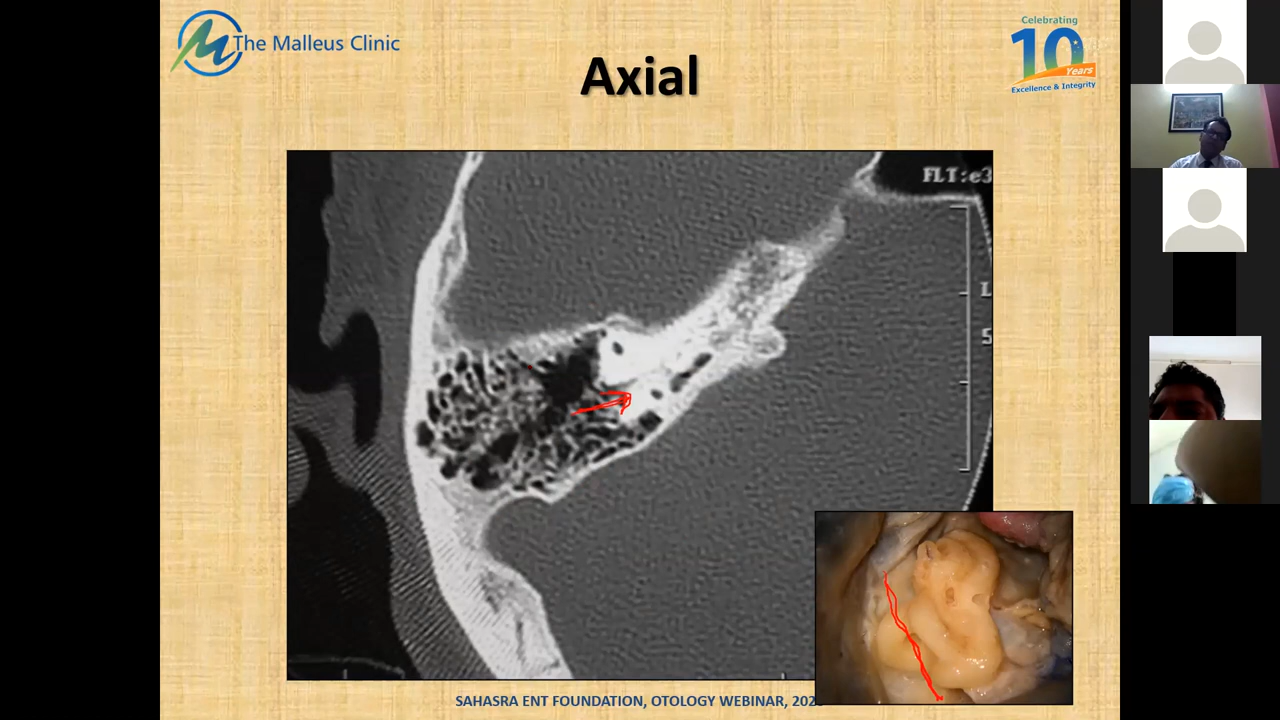 The Malleus Clinic
Celebrating
10
Years
Excellence & Integrity
Axial
FLT:e3
L
5
SAHASRA ENT FOUNDATION, OTOLOGY WEBINAR, 202